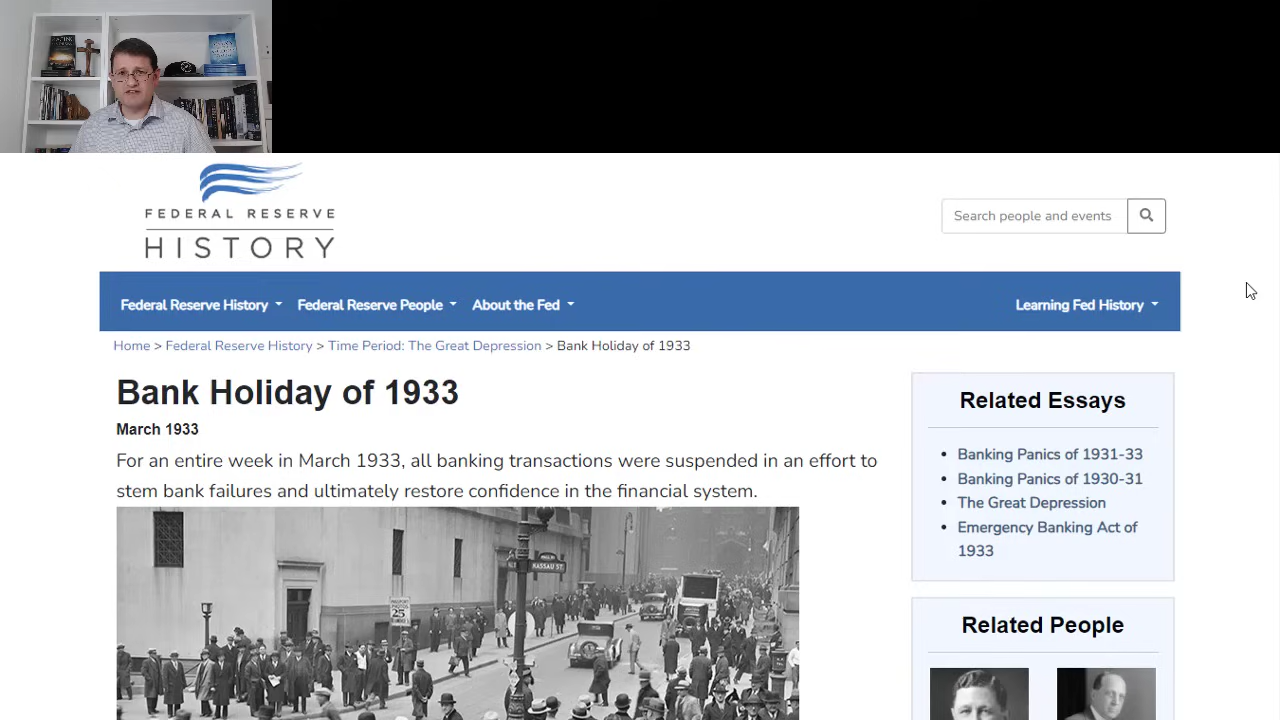 FEDERAL RESERVE
HISTORY
Search people and events
Federal Reserve History
Federal Reserve People
About the Fed
Learning Fed History
Home > Federal Reserve History > Time Period: The Great Depression > Bank Holiday of 1933
Bank Holiday of 1933
March 1933
For an entire week in March 1933, all banking transactions were suspended in an effort to
stem bank failures and ultimately restore confidence in the financial system.
NASSAU ST.
25
Related Essays
Banking Panics of 1931-33
Banking Panics of 1930-31
The Great Depression
Emergency Banking Act of
1933
Related People